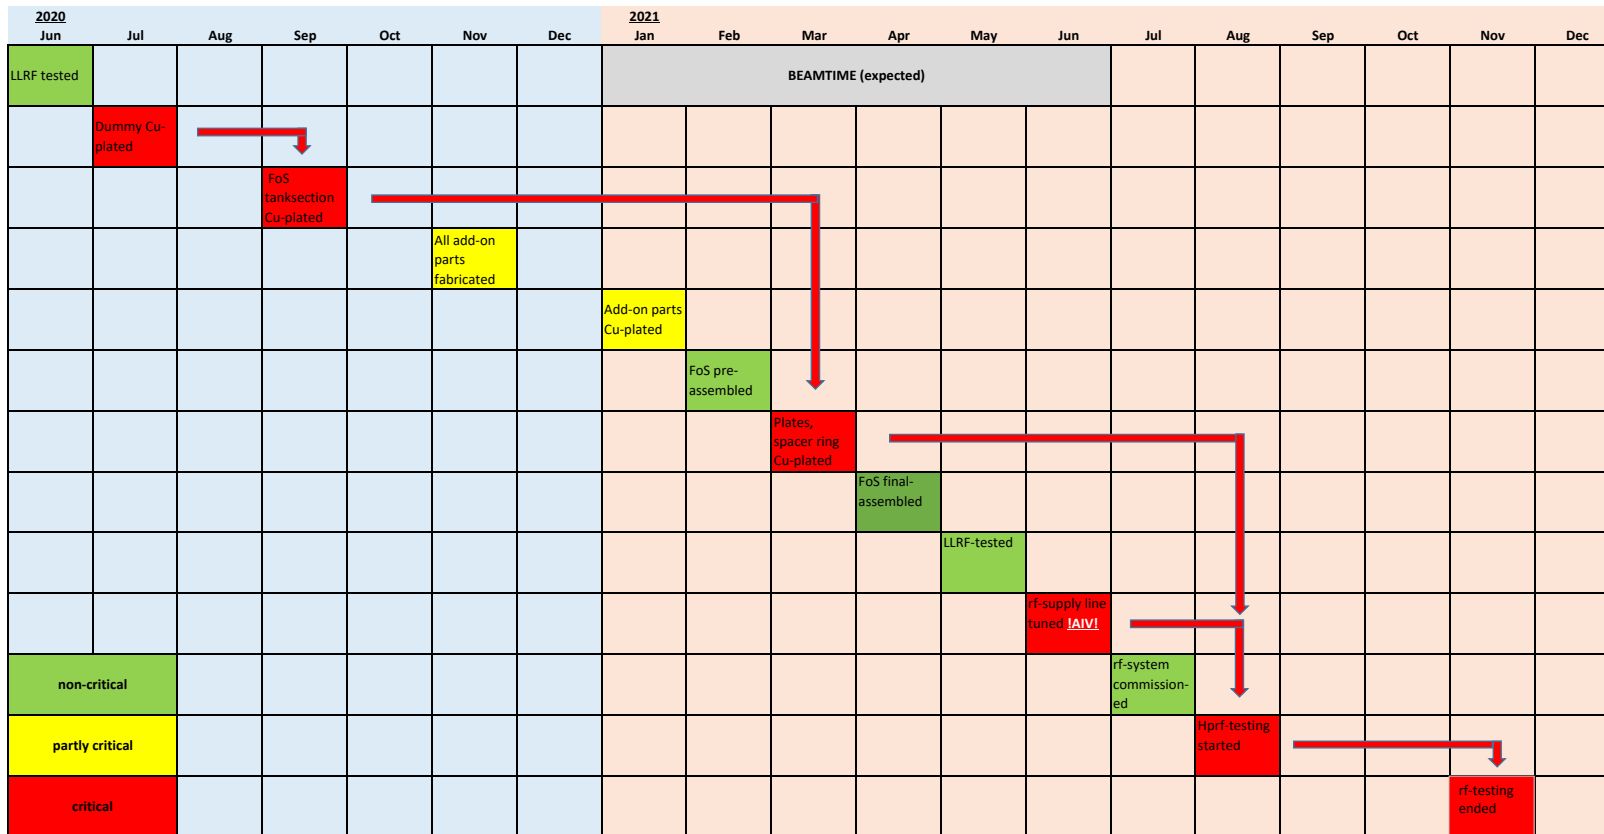 2020
2021
Jun
Jul
Aug
Sep
Oct
Nov
Dec
Jan
Feb
Mar
Apr
May
Jun
Jul
Aug
Sep
Oct
Nov
Dec
LLRF tested
BEAMTIME (expected)
Dummy Cu-
plated
FoS
tanksection
Cu-plated
All add-on
parts
fabricated
Add-on parts
Cu-plated
FoS pre-
assembled
Plates,
spacer ring
Cu-plated
FoS final-
assembled
LLRF-tested
rf-supply line
tuned !AIV!
non-critical
rf-system
commission-
ed
partly critical
Hprf-testing
started
critical
rf-testing
ended